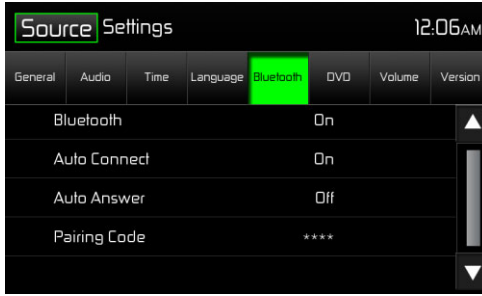 Source Settings 12:06AM
General Audio Time Language Bluetooth DVD Volume Version
Bluetooth On
Auto Connect On
Auto Answer Off
Pairing Code ****